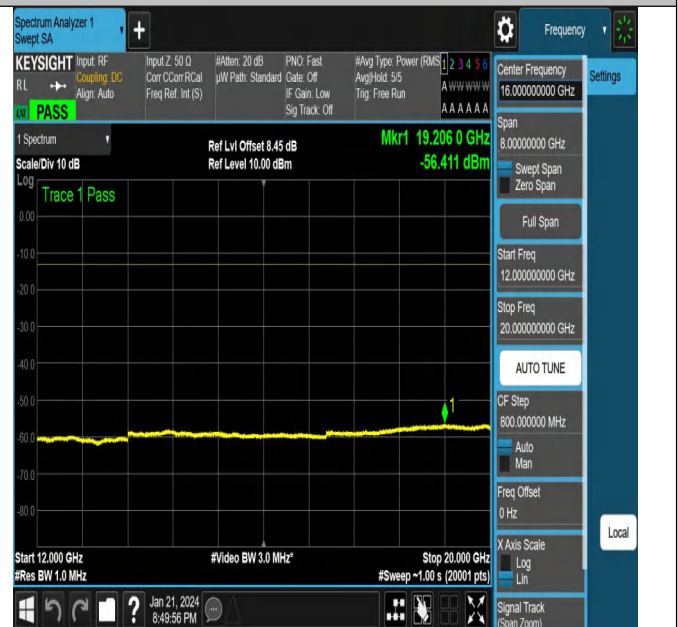 Spectrum Analyzer 1
Swept SA
+
Frequency
KEYSIGHT
RL
PASS
Input: RF
Coupling: DC
Align: Auto
Input Z: 50 Ω
Corr CCorr RCal
Freq Ref: Int (S)
#Atten: 20 dB
µW Path: Standard
PNO: Fast
Gate: Off
IF Gain: Low
Sig Track: Off
#Avg Type: Power (RMS
Avg|Hold: 5/5
Trig: Free Run
1 2 3 4 5 6
A W W W W W
A A A A A A
1 Spectrum
Scale/Div 10 dB
Ref Lvl Offset 8.45 dB
Ref Level 10.00 dBm
Mkr1 19.206 0 GHz
-56.411 dBm
Log
Trace 1 Pass
0.00
-10.0
-20.0
-30.0
-40.0
-50.0
-60.0
-70.0
-80.0
1
Start 12.000 GHz
#Res BW 1.0 MHz
#Video BW 3.0 MHz*
Stop 20.000 GHz
#Sweep ~1.00 s (20001 pts)
?
Jan 21, 2024
8:49:56 PM
Center Frequency
16.00000000 GHz
Settings
Span
8.00000000 GHz
Swept Span
Zero Span
Full Span
Start Freq
12.000000000 GHz
Stop Freq
20.000000000 GHz
AUTO TUNE
CF Step
800.000000 MHz
Auto
Man
Freq Offset
0 Hz
X Axis Scale
Log
Lin
Local
Signal Track
(Span Zoom)